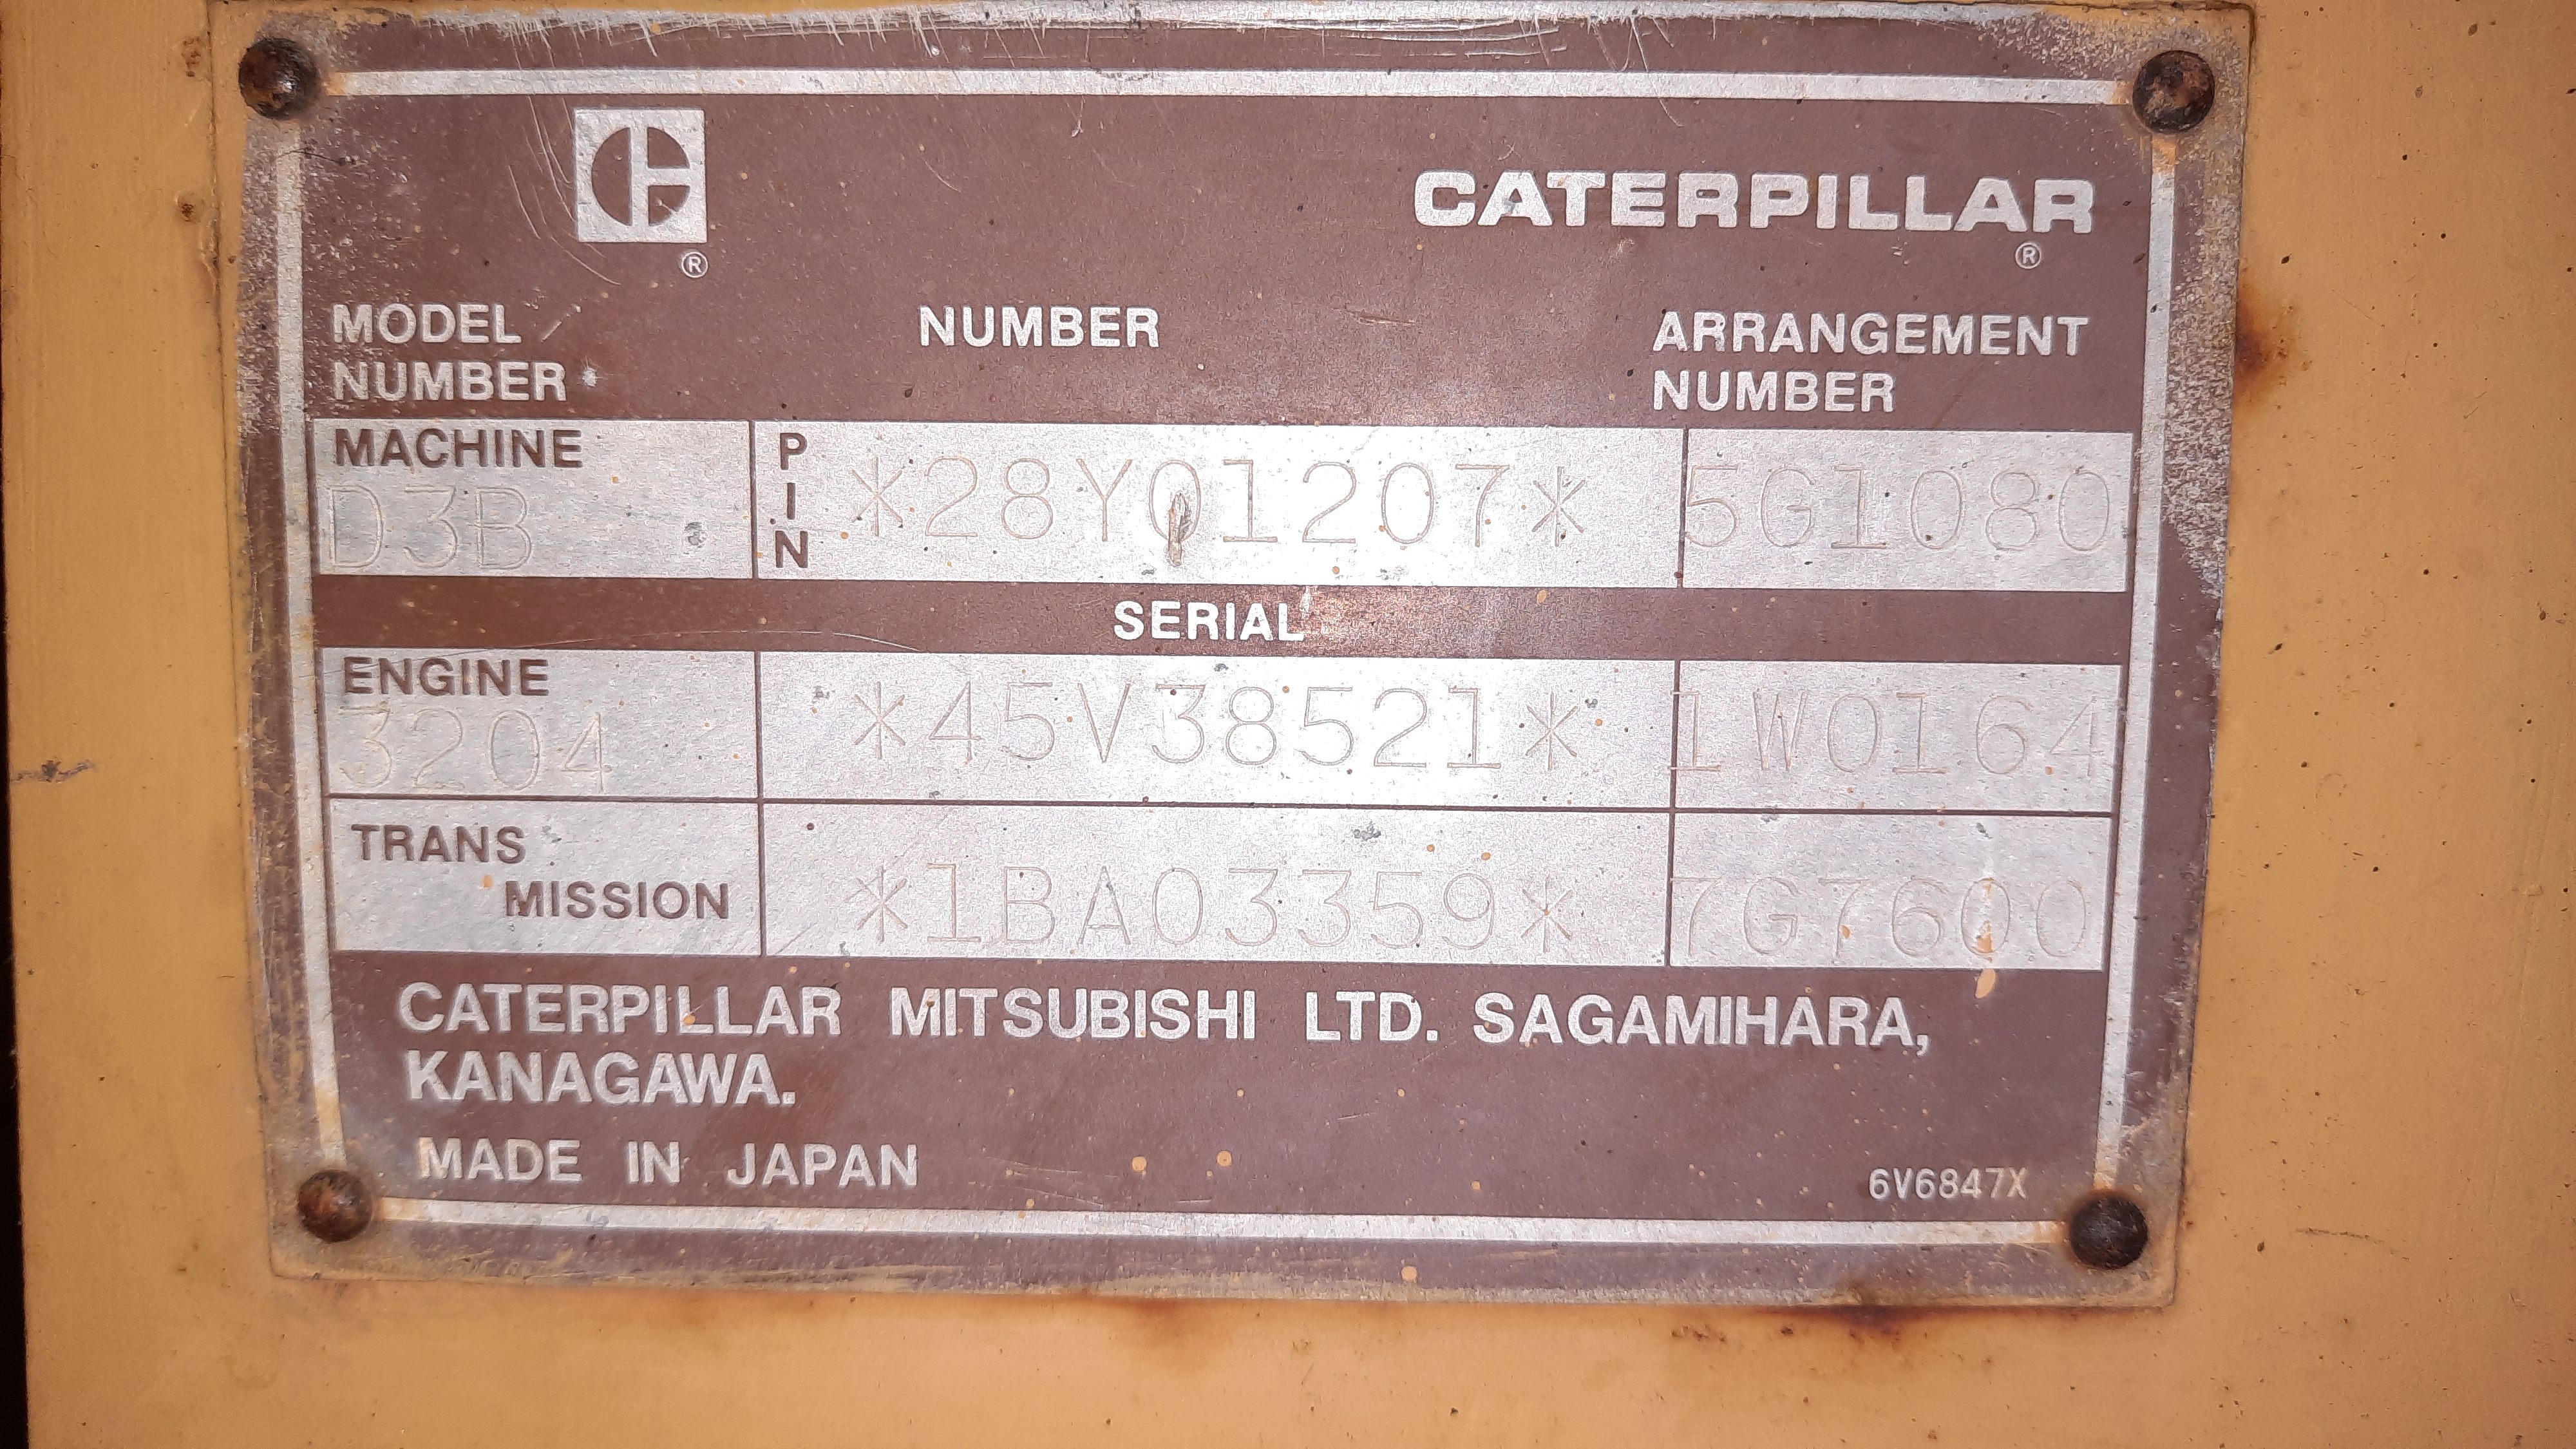 CATERPILLAR
®
®
MODEL NUMBER
NUMBER
ARRANGEMENT NUMBER
MACHINE
D3B
PIN
*28Y01207*
5G1080
SERIAL
ENGINE
3204
*45V38521*
1W0164
TRANS
MISSION
*1BA03359*
7G7600
CATERPILLAR MITSUBISHI LTD. SAGAMIHARA,
KANAGAWA.
MADE IN JAPAN
6V6847X